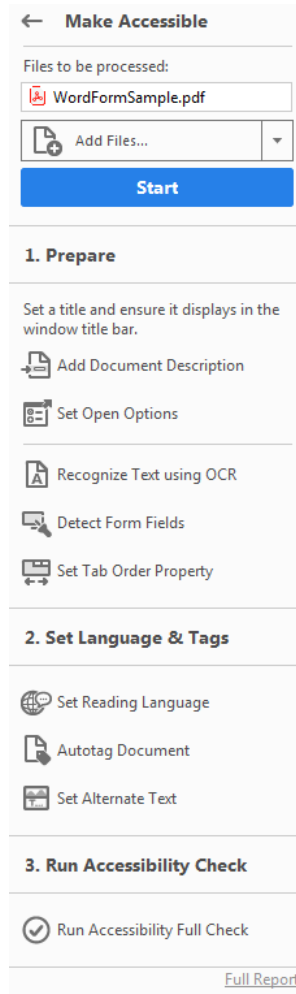 Make Accessible
Files to be processed:
WordFormSample.pdf
Add Files...
Start
1. Prepare
Set a title and ensure it displays in the
window title bar.
Add Document Description
Set Open Options
Recognize Text using OCR
Detect Form Fields
Set Tab Order Property
2. Set Language & Tags
Set Reading Language
Autotag Document
Set Alternate Text
3. Run Accessibility Check
Run Accessibility Full Check
Full Report